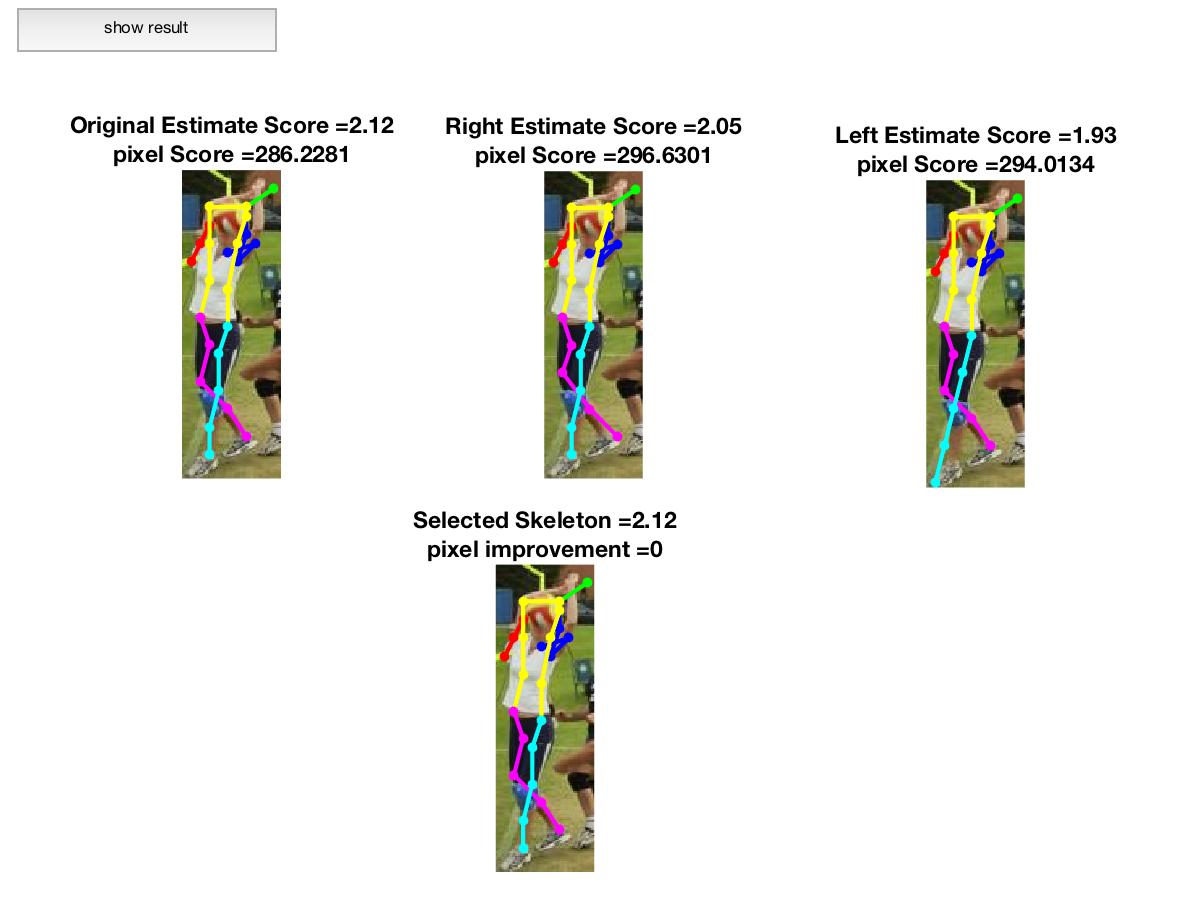 show result
Original Estimate Score =2.12
pixel Score =286.2281
Right Estimate Score =2.05
pixel Score =296.6301
Left Estimate Score =1.93
pixel Score =294.0134
Selected Skeleton =2.12
pixel improvement =0